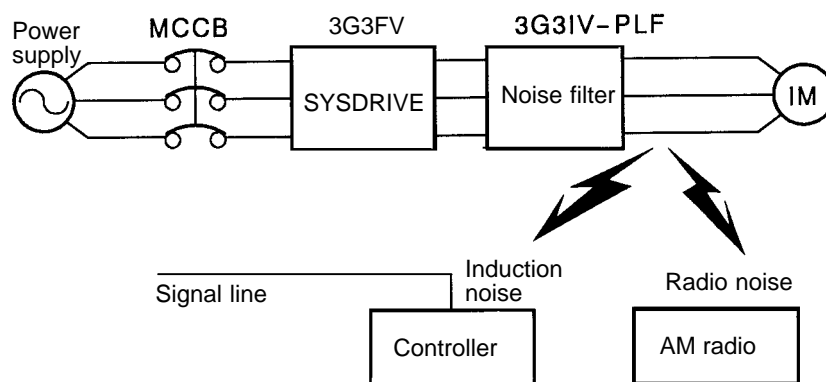 Power
supply
MCCB
3G3FV
3G3IV-PLF
SYSDRIVE
Noise filter
IM
Signal line
Induction
noise
Radio noise
Controller
AM radio